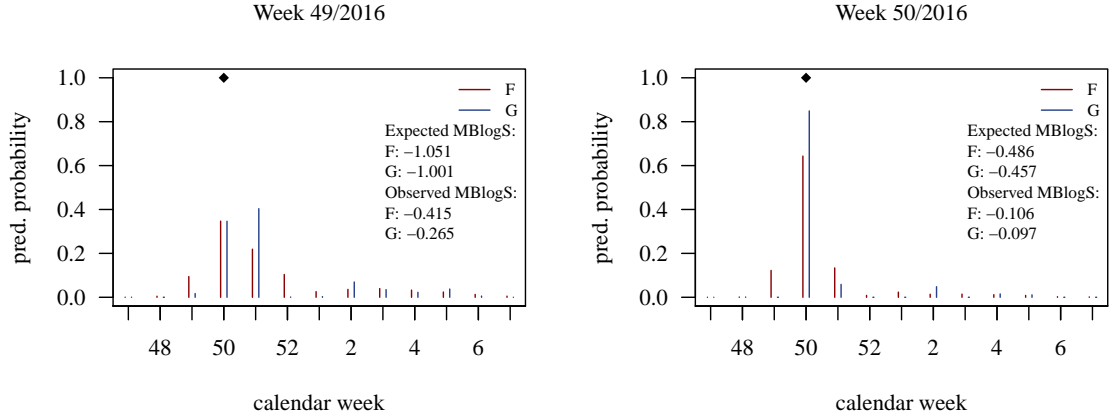 Week 49/2016
pred. probability
1.0
0.8
0.6
0.4
0.2
0.0
F
G
Expected MBlogS:
F: −1.051
G: −1.001
Observed MBlogS:
F: −0.415
G: −0.265
48 50 52 2 4 6
calendar week
Week 50/2016
pred. probability
1.0
0.8
0.6
0.4
0.2
0.0
F
G
Expected MBlogS:
F: −0.486
G: −0.457
Observed MBlogS:
F: −0.106
G: −0.097
48 50 52 2 4 6
calendar week